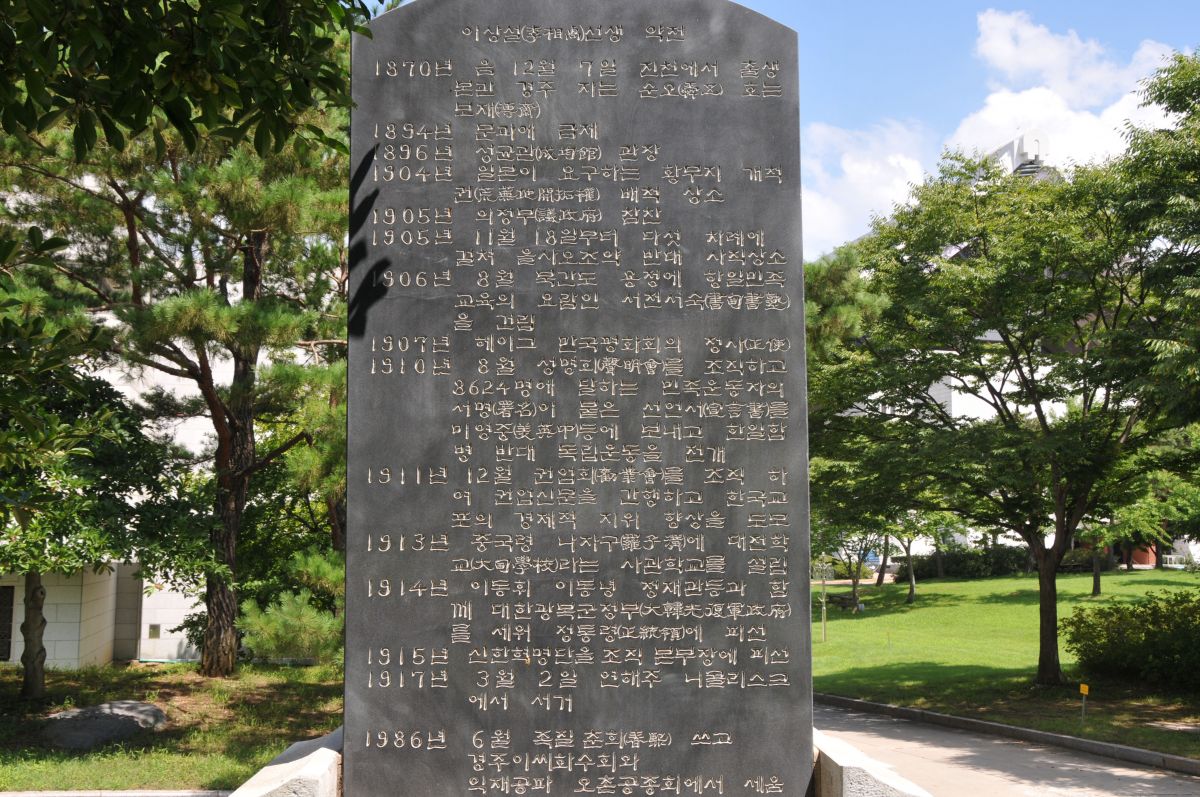 이상설(李相卨)선생 약전
1870년 음 12월 7일 진천에서 출생
본관 경주 자는 순오(舜五) 호는
보재(溥齋)
1894년 문과에 급제
1896년 성균관(成均館) 관장
1904년 일본이 요구하는 황무지 개척
권(荒蕪地開拓權) 배척 상소
1905년 의정부(議政府) 참찬
1905년 11월 18일부터 다섯 차례에
걸쳐 을사오조약 반대 사직상소
1906년 8월 북간도 용정에 항일민족
교육의 요람인 서전서숙(書甸書塾)
을 건립
1907년 헤이그 만국평화회의 정사(正使)
1910년 8월 성명회(聲明會)를 조직하고
8624명에 달하는 민족운동자의
서명(署名)이 붙은 선언서(宣言書)를
미영중(美英中)등에 보내고 한일합
병 반대 독립운동을 전개
1911년 12월 권업회(勸業會)를 조직 하
여 권업신문을 간행하고 한국교
포의 경제적 지위 향상을 도모
1913년 중국령 나자구(羅子溝)에 대전학
교(大甸學校)라는 사관학교를 설립
1914년 이동휘 이동녕 정재관등과 함
께 대한광복군정부(大韓光復軍政府)
를 세워 정통령(正統領)에 피선
1915년 신한혁명단을 조직 본부장에 피선
1917년 3월 2일 연해주 니콜리스크
에서 서거
1986년 6월 족질 춘희(春熙) 쓰고
경주이씨화수회와
익재공파 오촌공종회에서 세움